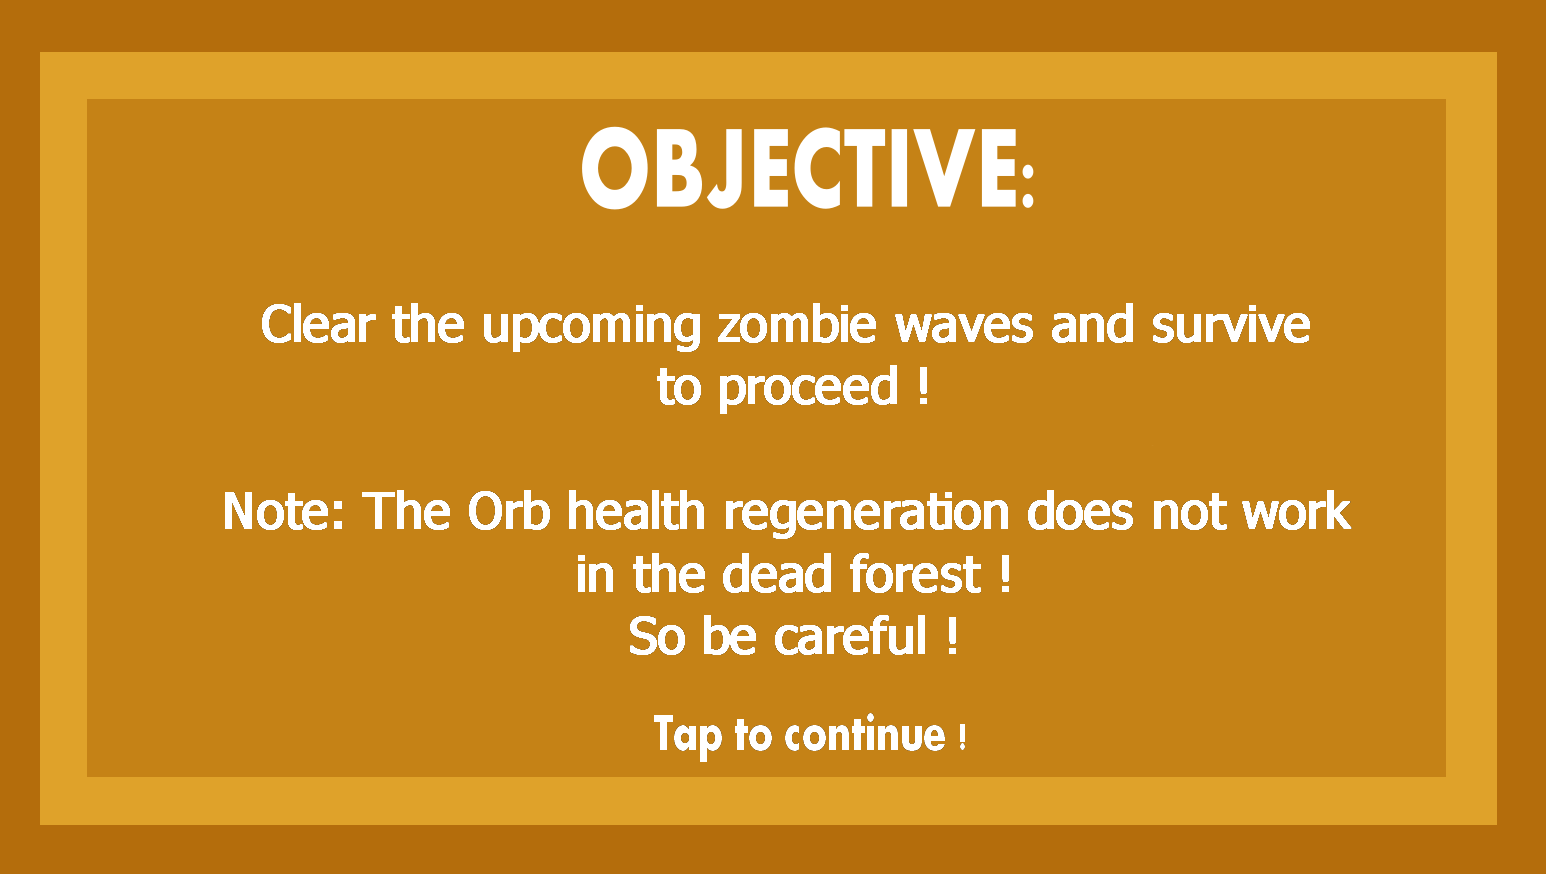 OBJECTIVE:
Clear the upcoming zombie waves and survive
to proceed !
Note: The Orb health regeneration does not work
in the dead forest !
So be careful !
Tap to continue !